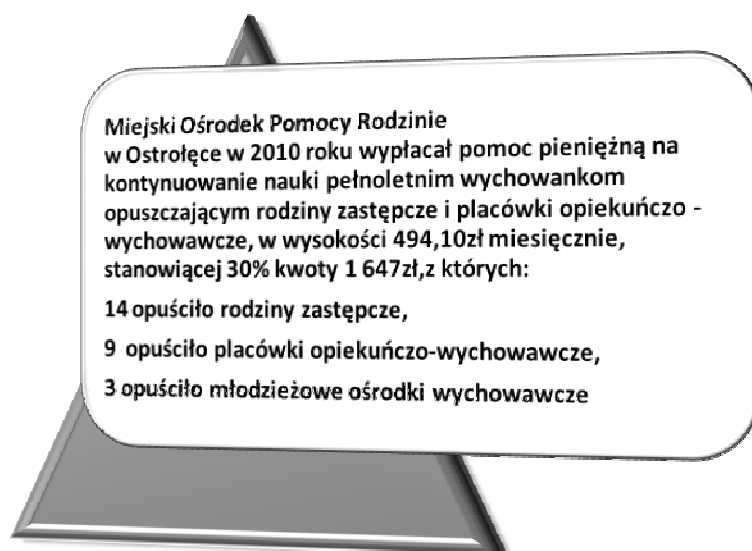 Miejski Ośrodek Pomocy Rodzinie
w Ostrołęce w 2010 roku wypłacał pomoc pieniężną na
kontynuowanie nauki pełnoletnim wychowankom
opuszczającym rodziny zastępcze i placówki opiekuńczo -
wychowawcze, w wysokości 494,10zł miesięcznie,
stanowiącej 30% kwoty 1 647zł,z których:
14 opuściło rodziny zastępcze,
9 opuściło placówki opiekuńczo-wychowawcze,
3 opuściło młodzieżowe ośrodki wychowawcze